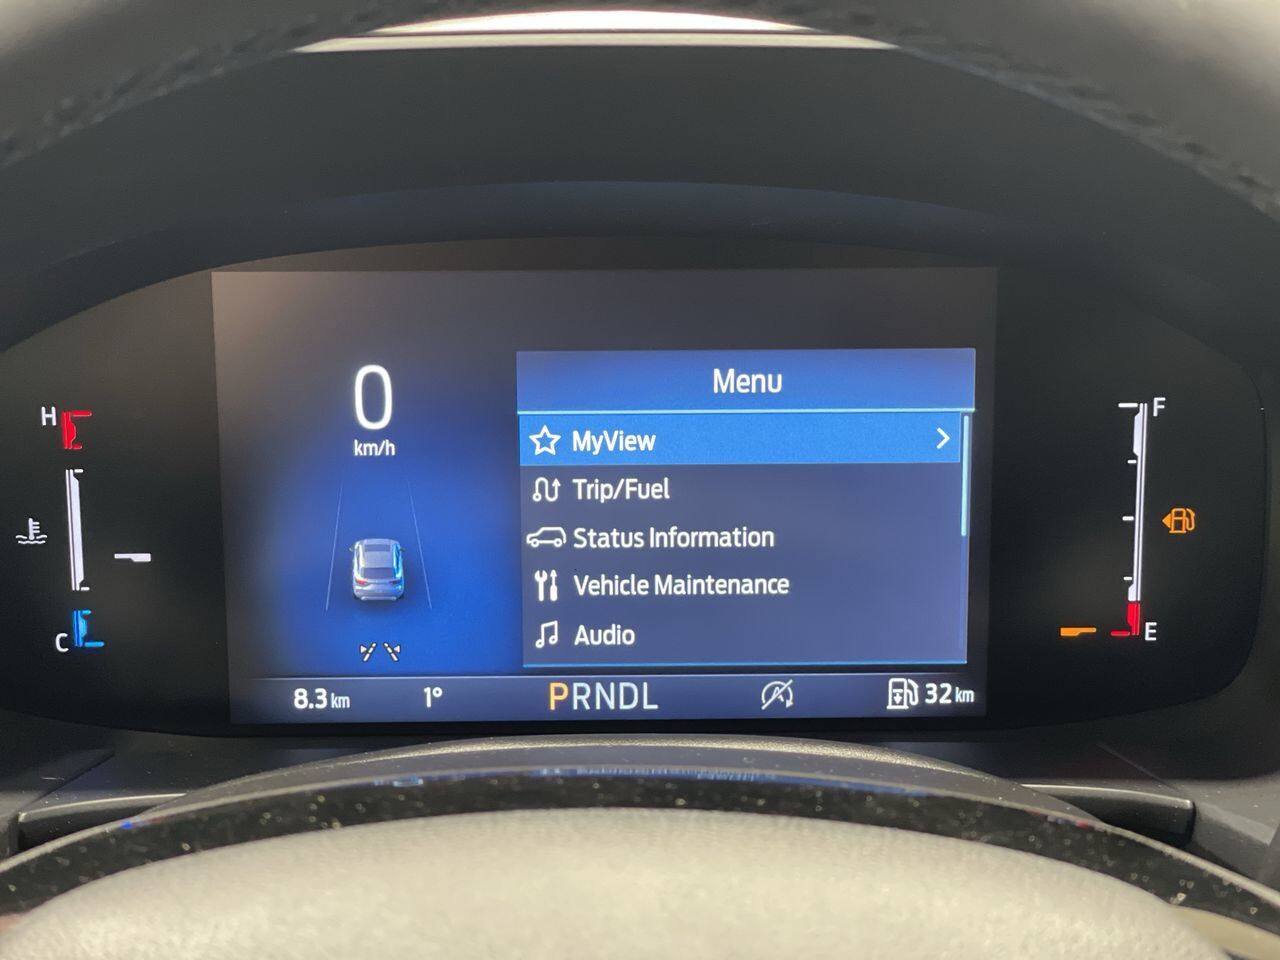 Menu
0
km/h
MyView
Trip/Fuel
Status Information
Vehicle Maintenance
Audio
H
C
F
E
8.3 km
1°
PRNDL
32 km